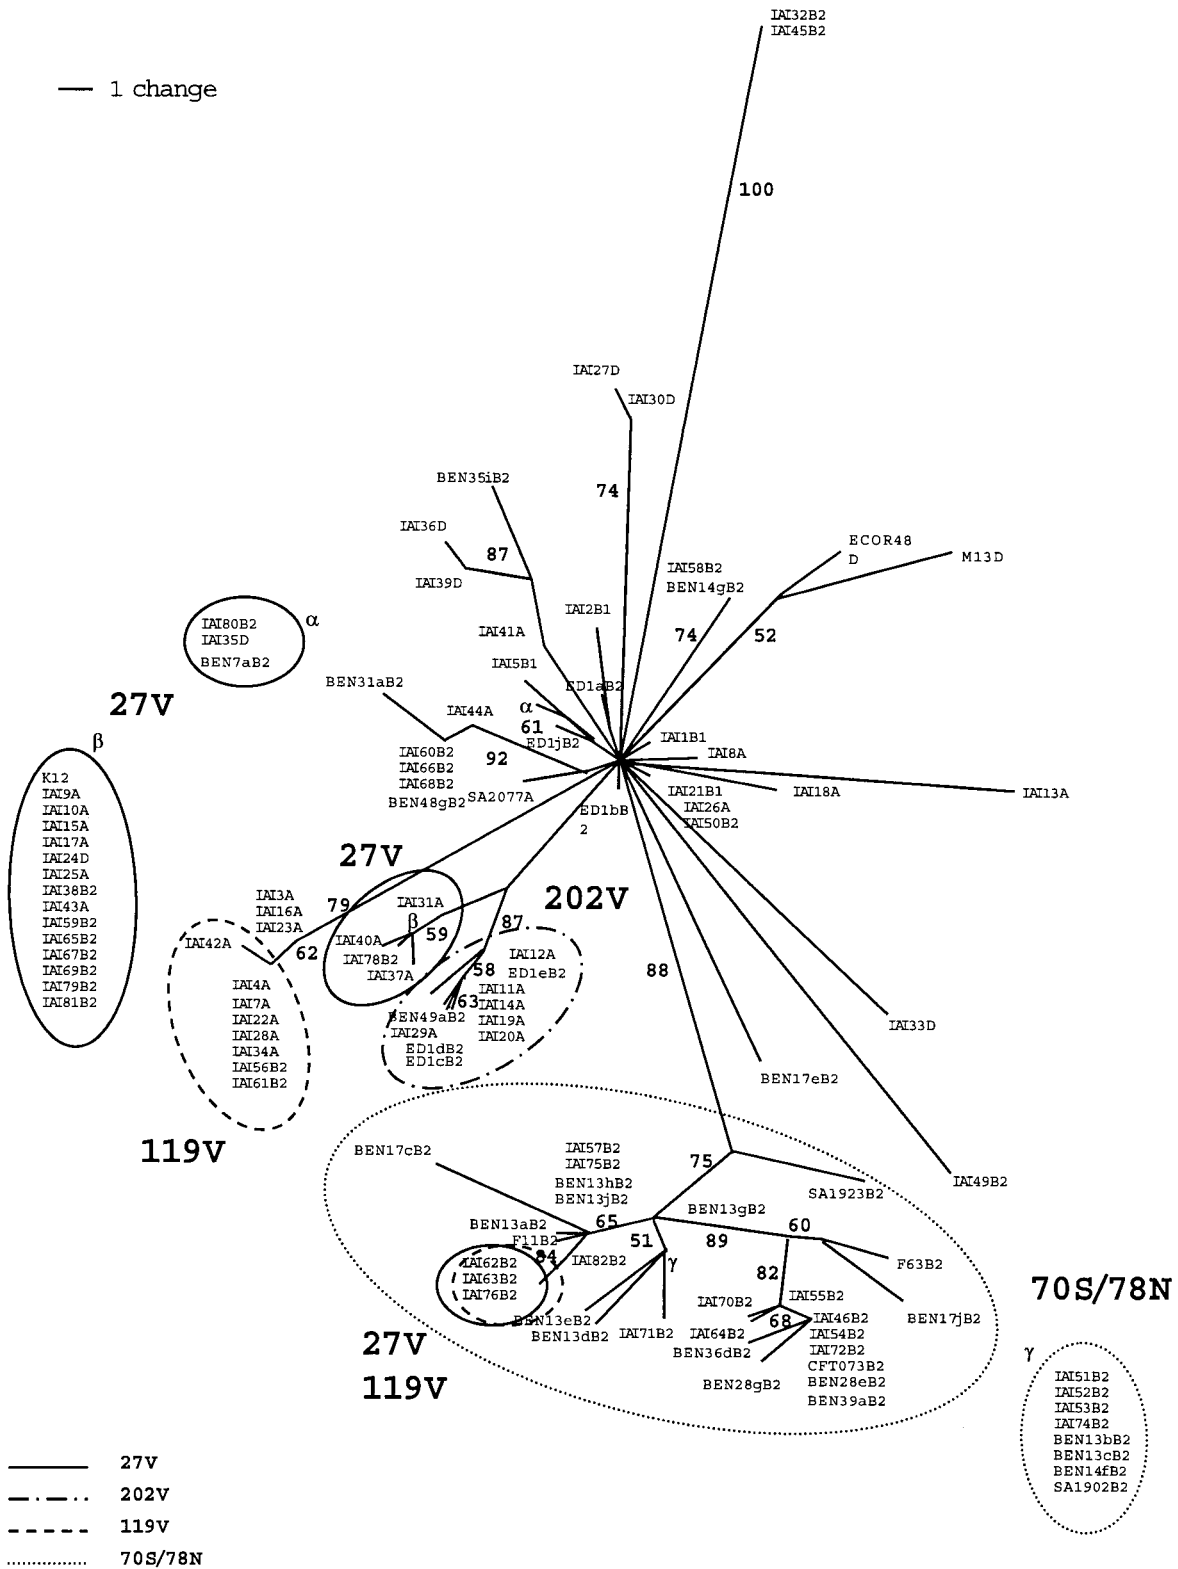 IAI32B2
IAI45B2
1 change
100
IAI27D
IAI30D
BEN35iB2
74
IAI36D
87
ECOR48
D
M13D
IAI39D
IAI58B2
BEN14gB2
IAI2B1
α
IAI80B2
IAI35D
BEN7aB2
IAI41A
74
52
IAI5B1
BEN31aB2
ED1aB2
27V
IAI44A
α
61
ED1jB2
β
IAI1B1
IAI8A
IAI60B2
IAI66B2
IAI68B2
BEN48gB2
92
SA2077A
IAI18A
IAI13A
ED1bB
2
IAI21B1
IAI26A
IAI50B2
K12
IAI9A
IAI10A
IAI15A
IAI17A
IAI24D
IAI25A
IAI38B2
IAI43A
IAI59B2
IAI65B2
IAI67B2
IAI69B2
IAI79B2
IAI81B2
27V
202V
IAI3A
IAI16A
IAI23A
79
IAI31A
β
59
87
IAI42A
62
IAI40A
IAI78B2
IAI37A
IAI12A
ED1eB2
58
88
IAI4A
IAI7A
IAI22A
IAI28A
IAI34A
IAI56B2
IAI61B2
63
IAI11A
IAI14A
IAI19A
IAI20A
BEN49aB2
IAI29A
ED1dB2
ED1cB2
IAI33D
BEN17eB2
119V
BEN17cB2
IAI57B2
IAI75B2
BEN13hB2
BEN13jB2
75
SA1923B2
IAI49B2
BEN13aB2
F11B2
65
BEN13gB2
60
51
89
84
IAI82B2
γ
82
F63B2
IAI62B2
IAI63B2
IAI76B2
70S/78N
IAI70B2
IAI55B2
BEN17jB2
BEN13eB2
BEN13dB2
IAI71B2
IAI64B2
68
BEN36dB2
BEN28gB2
IAI46B2
IAI54B2
IAI72B2
CFT073B2
BEN28eB2
BEN39aB2
27V
119V
γ
IAI51B2
IAI52B2
IAI53B2
IAI74B2
BEN13bB2
BEN13cB2
BEN14fB2
SA1902B2
27V
202V
119V
70S/78N